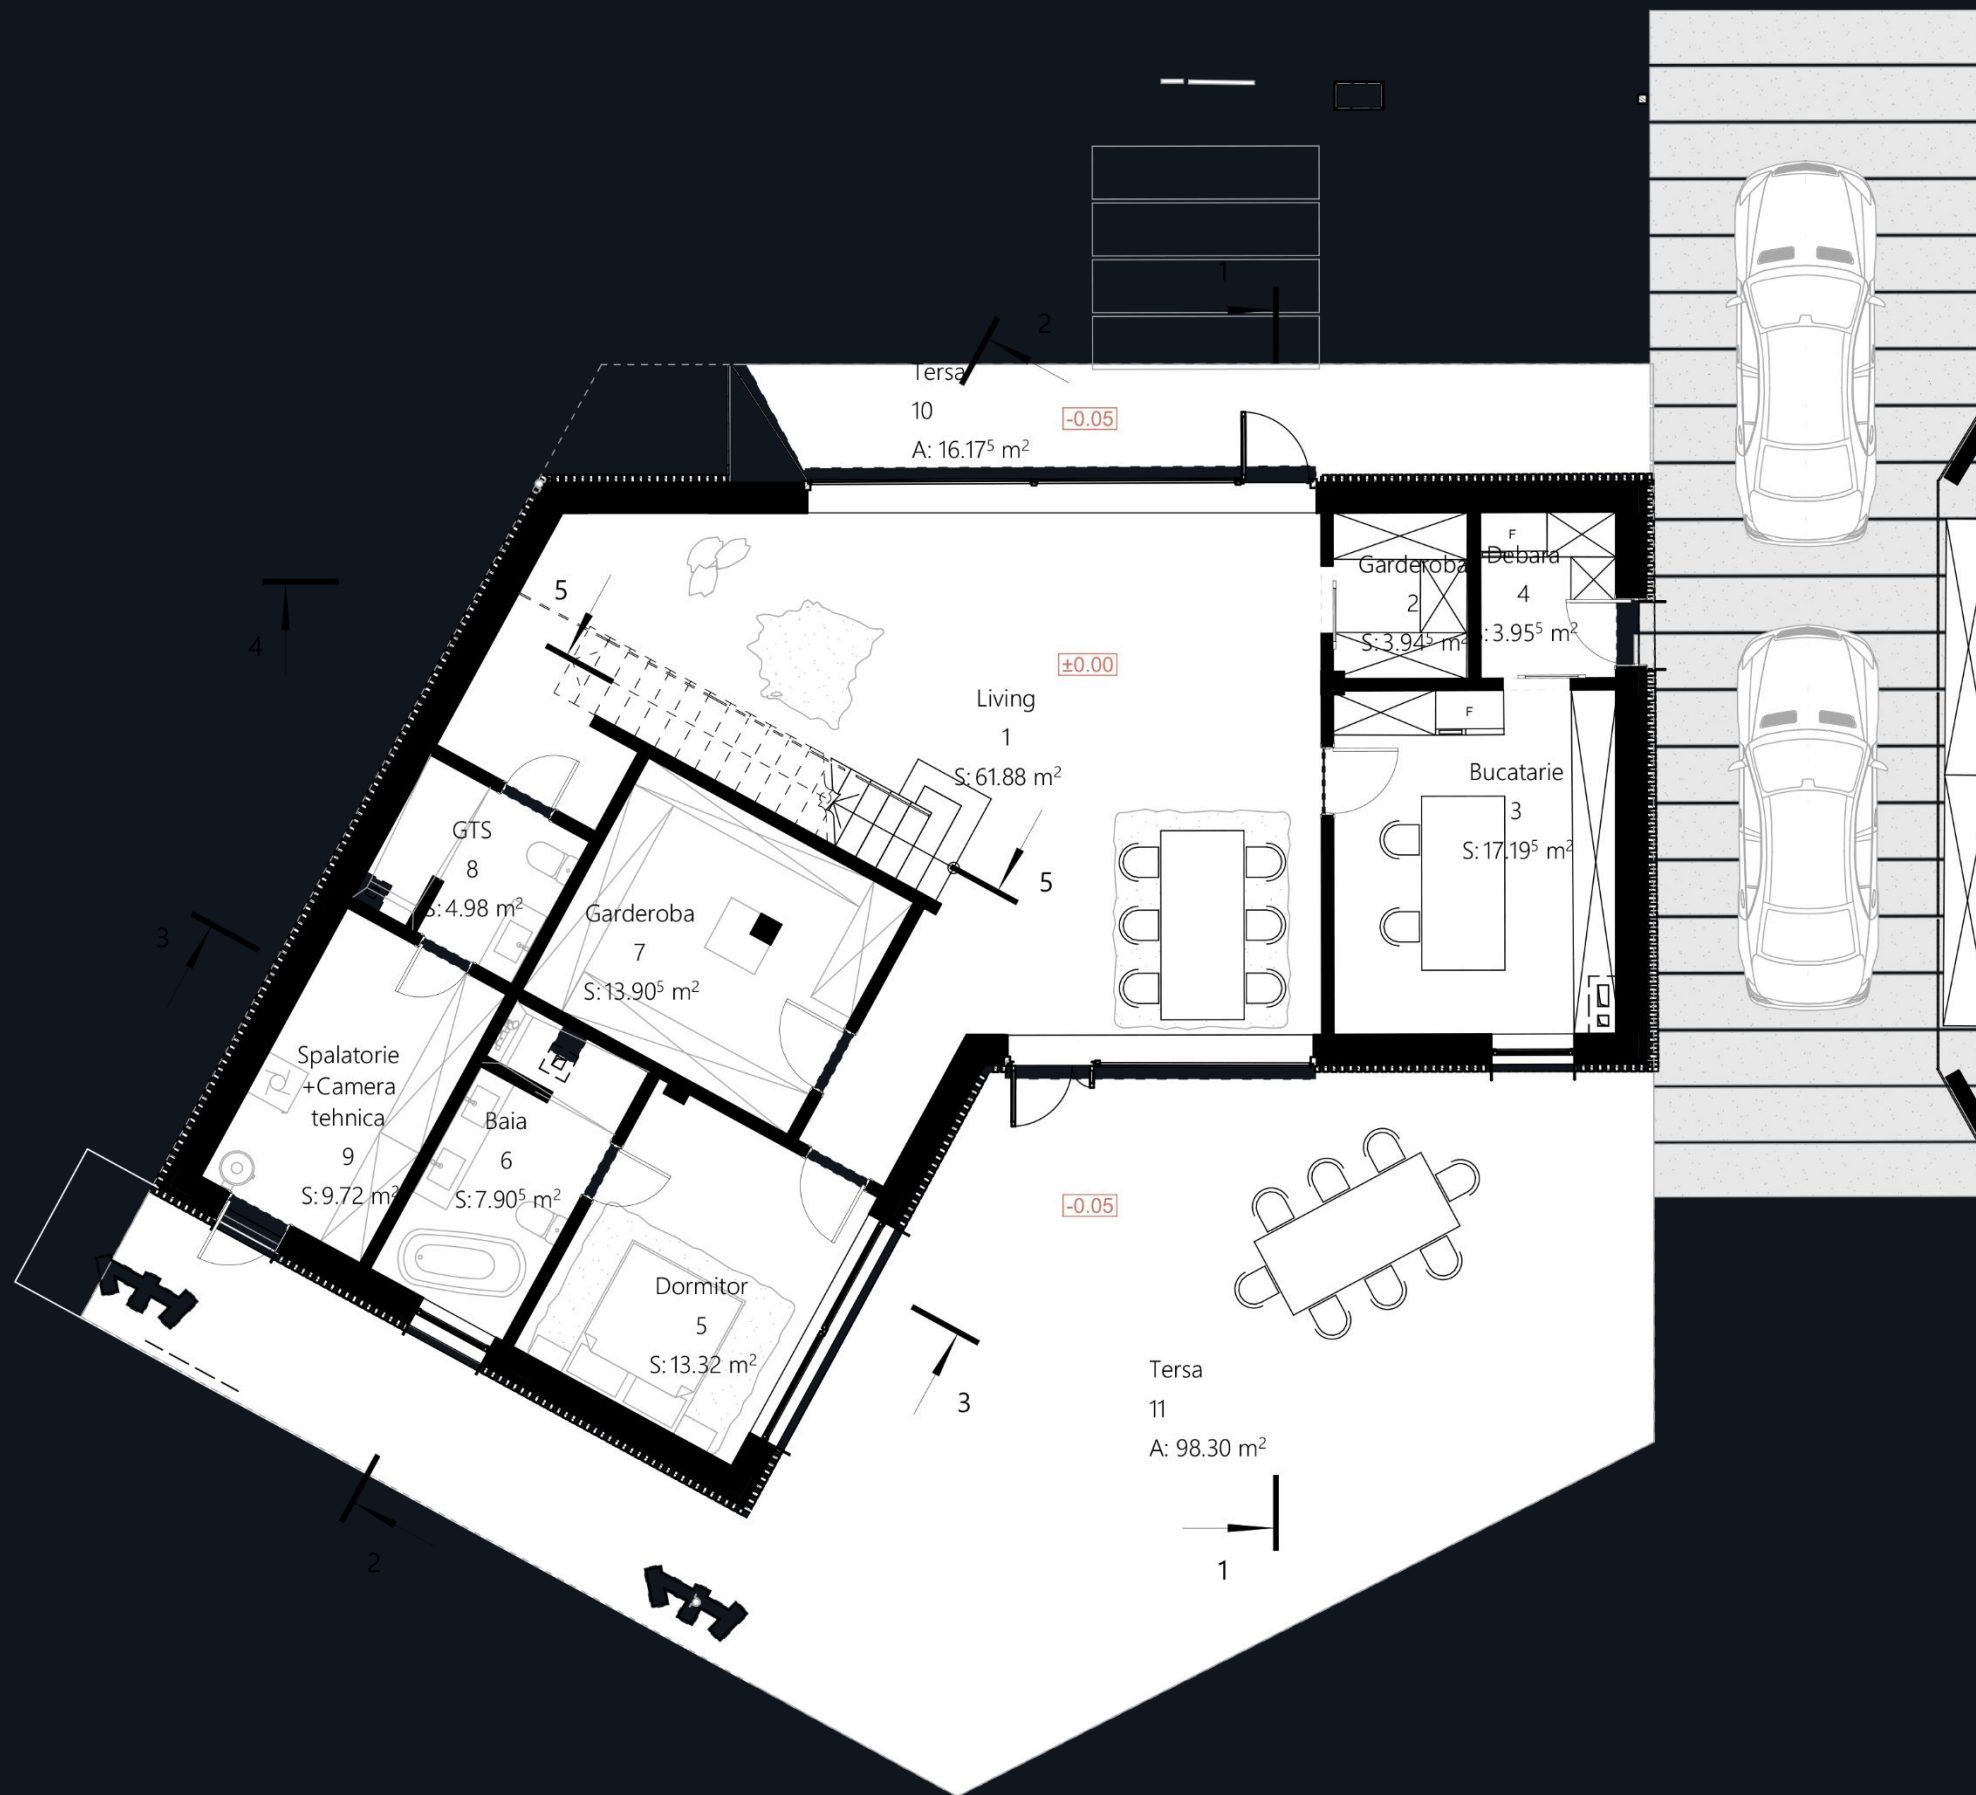 1
2
Tersa
10
-0.05
A: 16.17⁵ m²
F
Garderoba
2
S:3.94⁵ m²
Debara
4
S:3.95⁵ m²
5
4
±0.00
Living
1
S:61.88 m²
F
Bucatarie
3
S:17.19⁵ m²
GTS
8
S:4.98 m²
5
Garderoba
7
S:13.90⁵ m²
3
Spalatorie
+Camera
tehnica
9
S:9.72 m²
Baia
6
S:7.90⁵ m²
-0.05
Dormitor
5
S:13.32 m²
3
Tersa
11
A: 98.30 m²
2
1